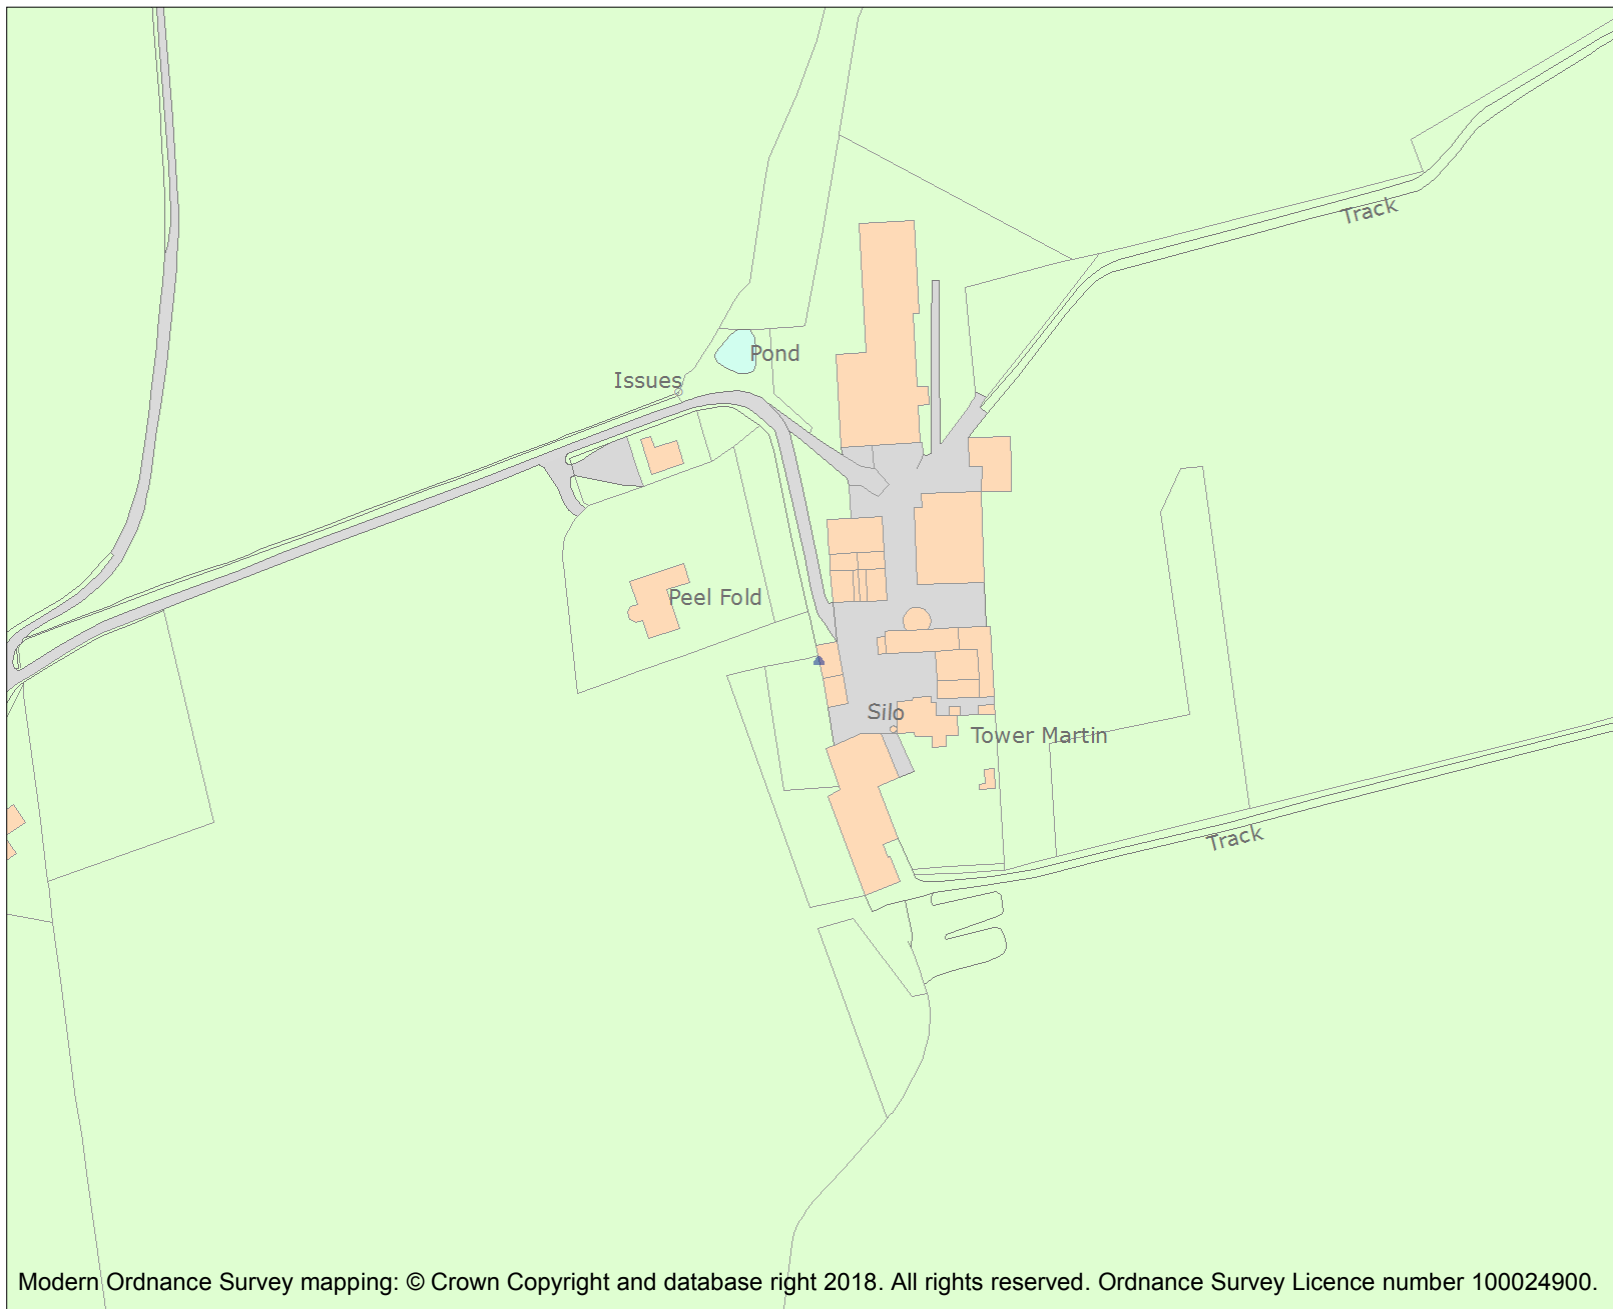 Track
Pond
Issues
Peel Fold
Silo
Tower Martin
Track
Modern Ordnance Survey mapping: © Crown Copyright and database right 2018. All rights reserved. Ordnance Survey Licence number 100024900.